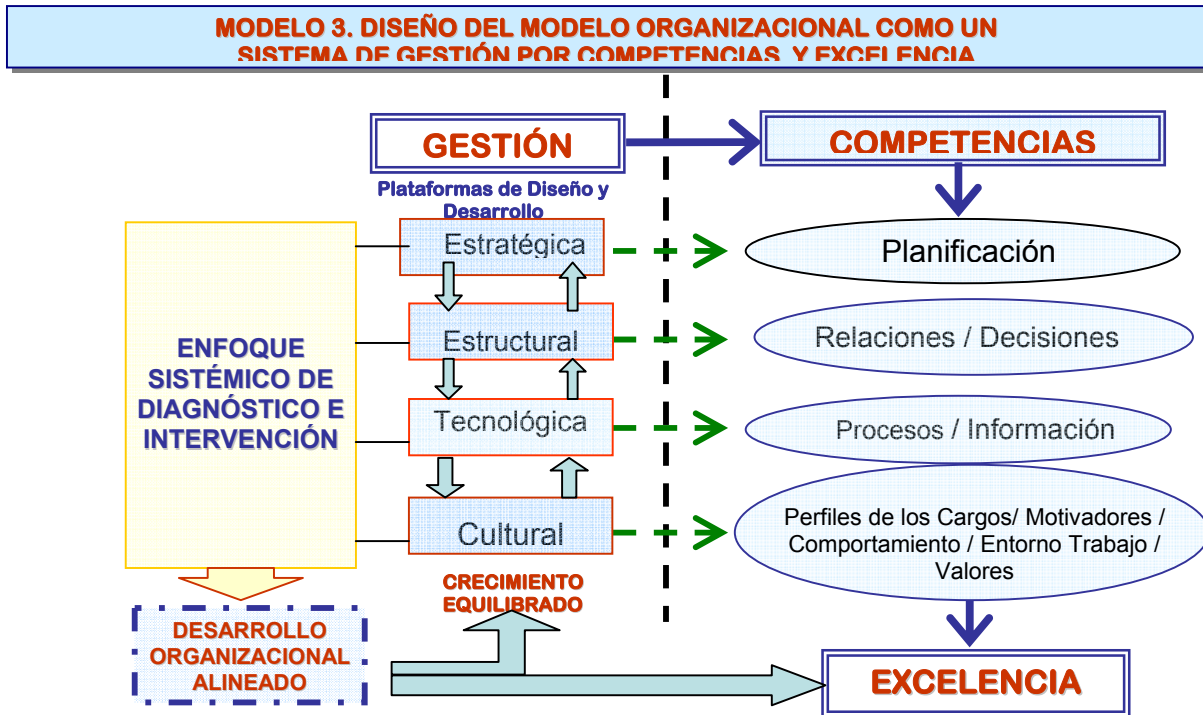 MODELO 3. DISEÑO DEL MODELO ORGANIZACIONAL COMO UN
SISTEMA DE GESTIÓN POR COMPETENCIAS Y EXCELENCIA
GESTIÓN
COMPETENCIAS
Plataformas de Diseño y
Desarrollo
Estratégica
Planificación
Estructural
Relaciones / Decisiones
ENFOQUE
SISTÉMICO DE
DIAGNÓSTICO E
INTERVENCIÓN
Tecnológica
Procesos / Información
Cultural
Perfiles de los Cargos/ Motivadores /
Comportamiento / Entorno Trabajo /
Valores
CRECIMIENTO
EQUILIBRADO
DESARROLLO
ORGANIZACIONAL
ALINEADO
EXCELENCIA